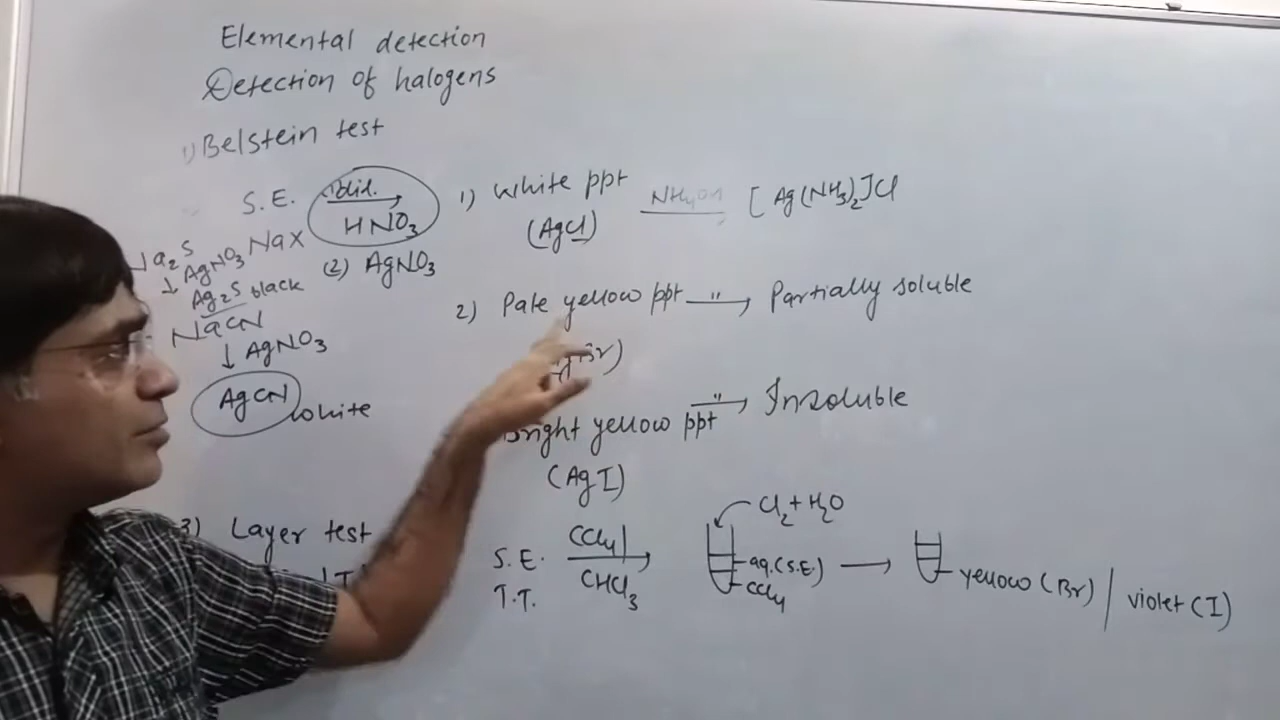 Elemental detection
Detection of halogens
1) Belstein test
S.E. (1) dil. HNO3
NaX
(2) AgNO3
1) White ppt NH4OH [Ag(NH3)2]Cl
(AgCl)
Na2S
↓ AgNO3
Ag2S black
NaCN
↓ AgNO3
AgCN white
2) Pale yellow ppt —"→ Partially soluble
Bright yellow ppt —"→ Insoluble
(AgI)
3) Layer test
S.E. CCl4 → Cl2 + H2O
T.T. CHCl3
aq.(S.E.) → yellow (Br) / violet (I)
CCl4